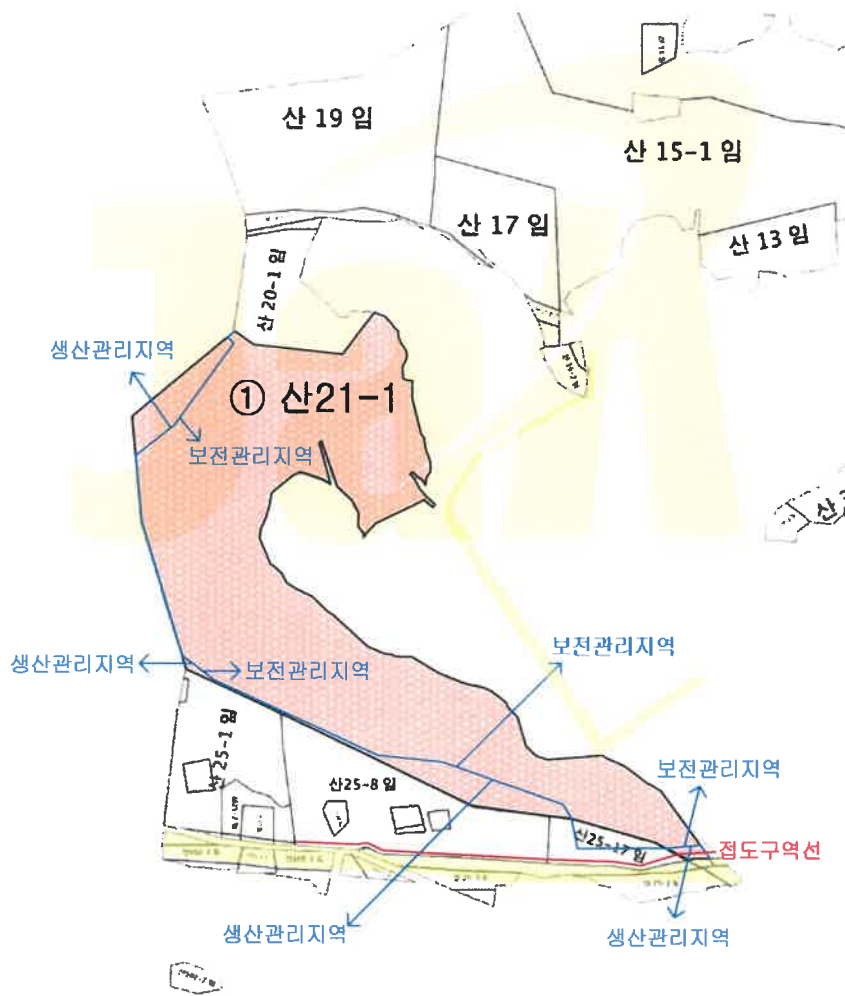 산 19 임
산 15-1 임
산 17 임
산 13 임
산 20-1 임
생산관리지역
① 산21-1
보전관리지역
생산관리지역
보전관리지역
보전관리지역
산 25-1 임
산25-8 임
보전관리지역
산25-17 임
접도구역선
생산관리지역
생산관리지역